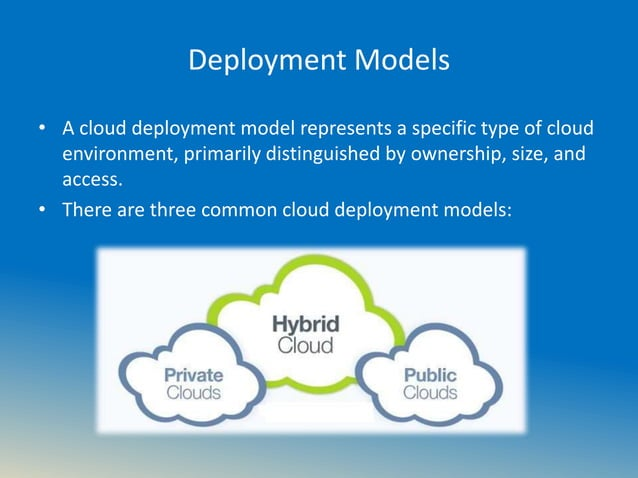 Deployment Models
• A cloud deployment model represents a specific type of cloud
environment, primarily distinguished by ownership, size, and
access.
• There are three common cloud deployment models:
Hybrid
Cloud
Private
Clouds
Public
Clouds